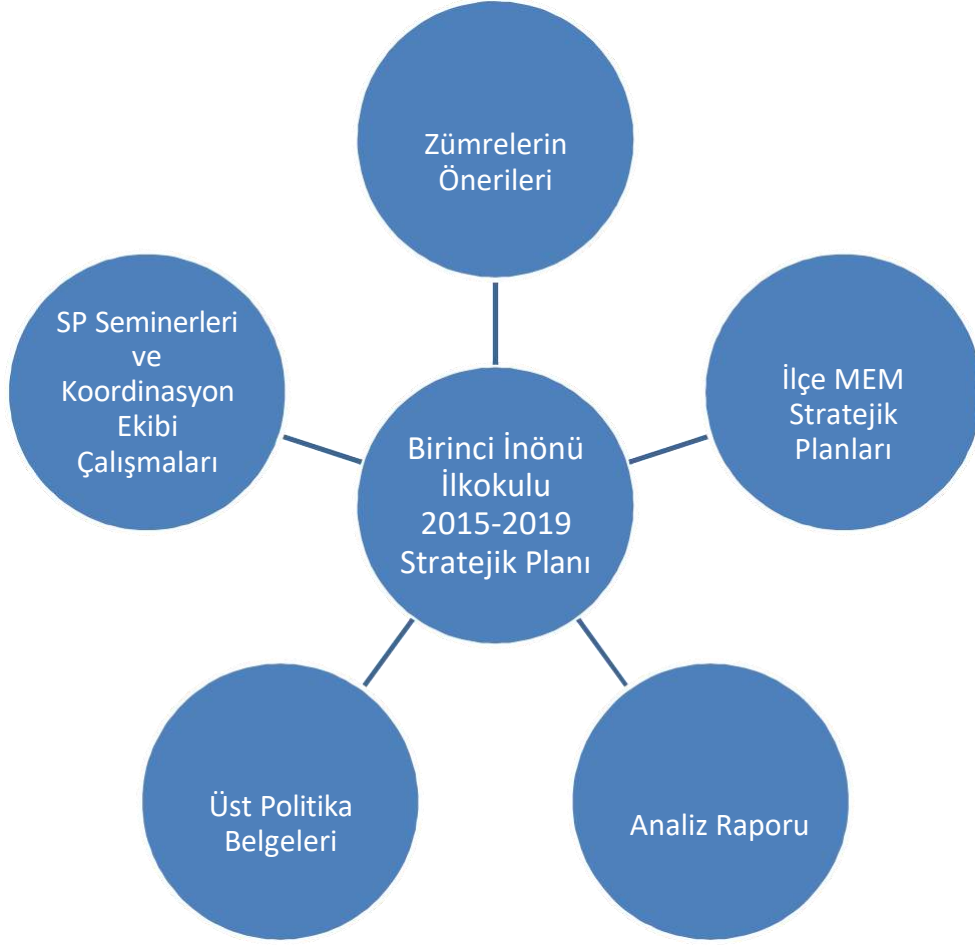 Zümrelerin
Önerileri
SP Seminerleri
ve
Koordinasyon
Ekibi
Çalışmaları
İlçe MEM
Stratejik
Planları
Birinci İnönü
İlkokulu
2015-2019
Stratejik Planı
Üst Politika
Belgeleri
Analiz Raporu